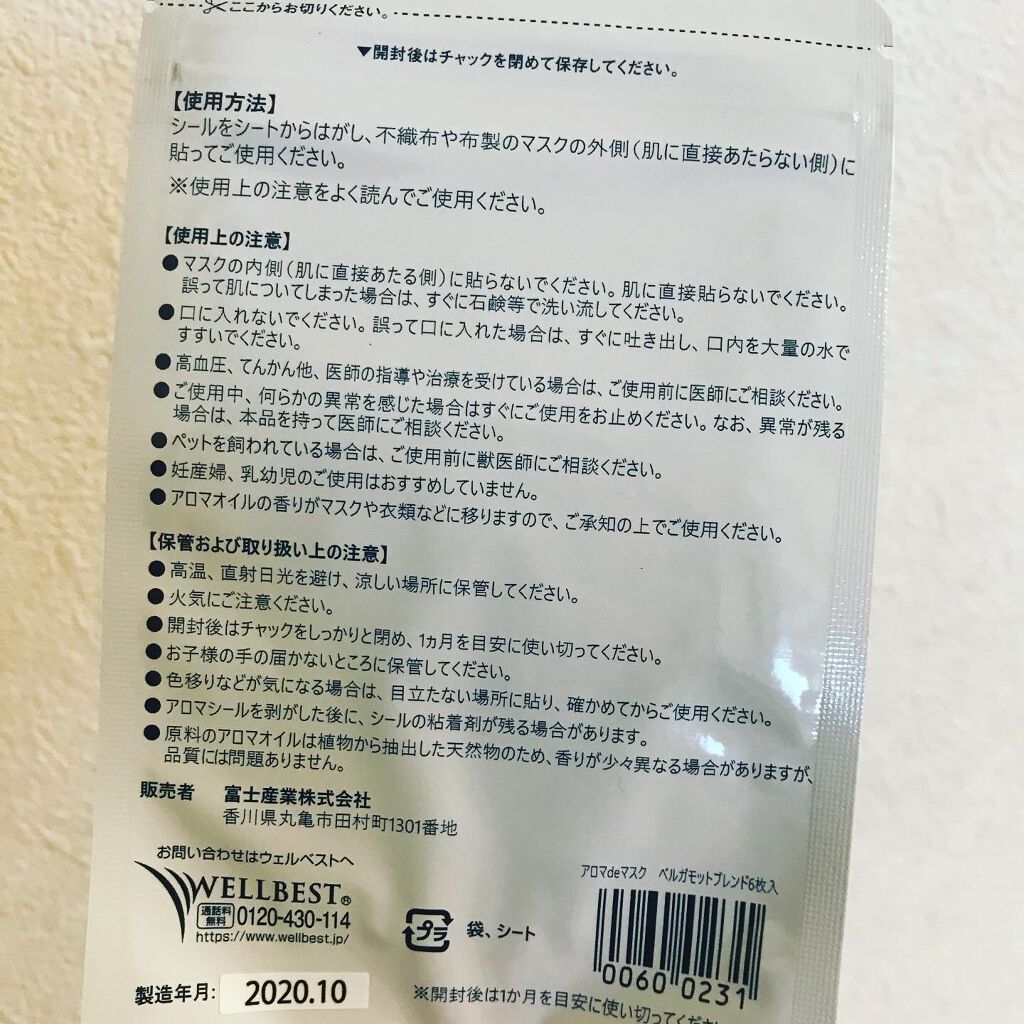 ここからお切りください。
▼開封後はチャックを閉めて保存してください。
【使用方法】
シールをシートからはがし、不織布や布製のマスクの外側(肌に直接あたらない側)に
貼ってご使用ください。
※使用上の注意をよく読んでご使用ください。
【使用上の注意】
●マスクの内側(肌に直接あたる側)に貼らないでください。肌に直接貼らないでください。
誤って肌についてしまった場合は、すぐに石鹸等で洗い流してください。
●口に入れないでください。誤って口に入れた場合は、すぐに吐き出し、口内を大量の水で
すすいでください。
●高血圧、てんかん他、医師の指導や治療を受けている場合は、ご使用前に医師にご相談ください。
●ご使用中、何らかの異常を感じた場合はすぐにご使用をお止めください。なお、異常が残る
場合は、本品を持って医師にご相談ください。
●ペットを飼われている場合は、ご使用前に獣医師にご相談ください。
●妊産婦、乳幼児のご使用はおすすめしていません。
●アロマオイルの香りがマスクや衣類などに移りますので、ご承知の上でご使用ください。
【保管および取り扱い上の注意】
●高温、直射日光を避け、涼しい場所に保管してください。
●火気にご注意ください。
●開封後はチャックをしっかりと閉め、1ヵ月を目安に使い切ってください。
●お子様の手の届かないところに保管してください。
●色移りなどが気になる場合は、目立たない場所に貼り、確かめてからご使用ください。
●アロマシールを剥がした後に、シールの粘着剤が残る場合があります。
●原料のアロマオイルは植物から抽出した天然物のため、香りが少々異なる場合がありますが、
品質には問題ありません。
販売者 富士産業株式会社
香川県丸亀市田村町1301番地
お問い合わせはウェルベストへ
WELLBEST®
通話料無料 0120-430-114
https://www.wellbest.jp/
プラ 袋、シート
アロマdeマスク ベルガモットブレンド6枚入
0060 0231
製造年月: 2020.10
※開封後は1か月を目安に使い切ってくださ